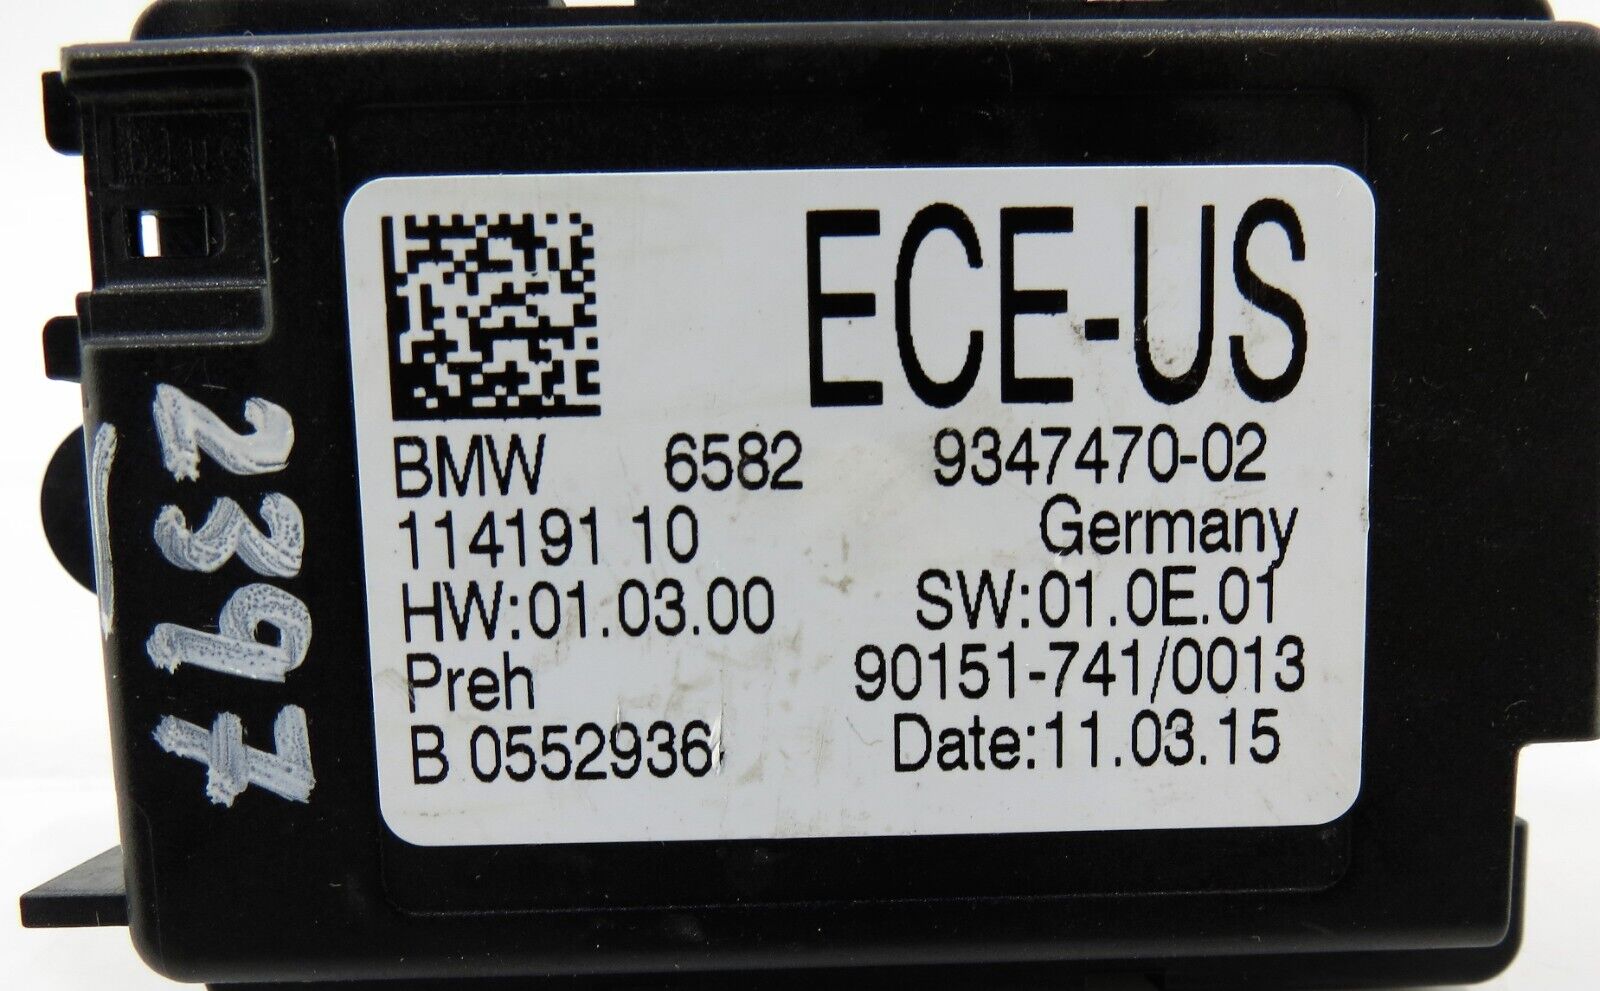 ECE-US
BMW 6582 9347470-02
114191 10 Germany
HW:01.03.00 SW:01.0E.01
Preh 90151-741/0013
B 0552936 Date:11.03.15
2397